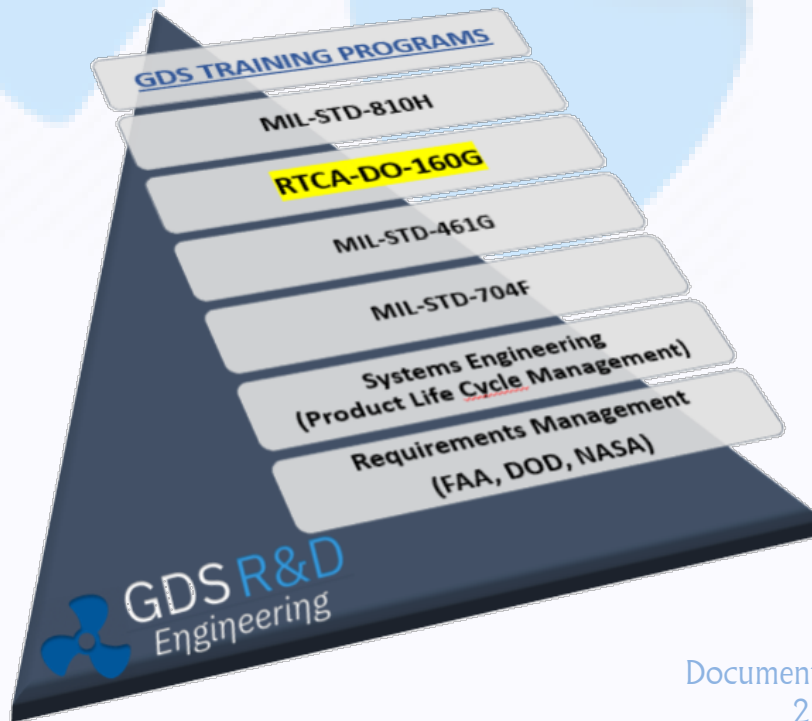 GDS TRAINING PROGRAMS
MIL-STD-810H
RTCA-DO-160G
MIL-STD-461G
MIL-STD-704F
Systems Engineering
(Product Life Cycle Management)
Requirements Management
(FAA, DOD, NASA)
GDS R&D
Engineering
Document
2